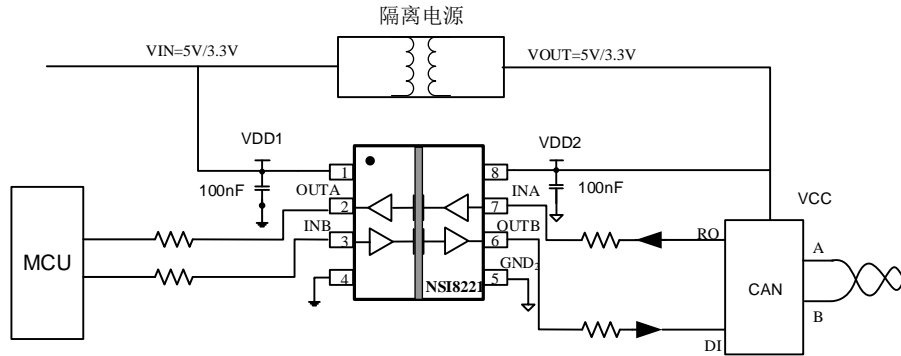 隔离电源
VIN=5V/3.3V
VOUT=5V/3.3V
VDD1
VDD2
100nF
100nF
1
8
OUTA
INA
VCC
2
7
RO
INB
OUTB
A
MCU
3
6
GND2
CAN
4
5
NSI8221
B
DI